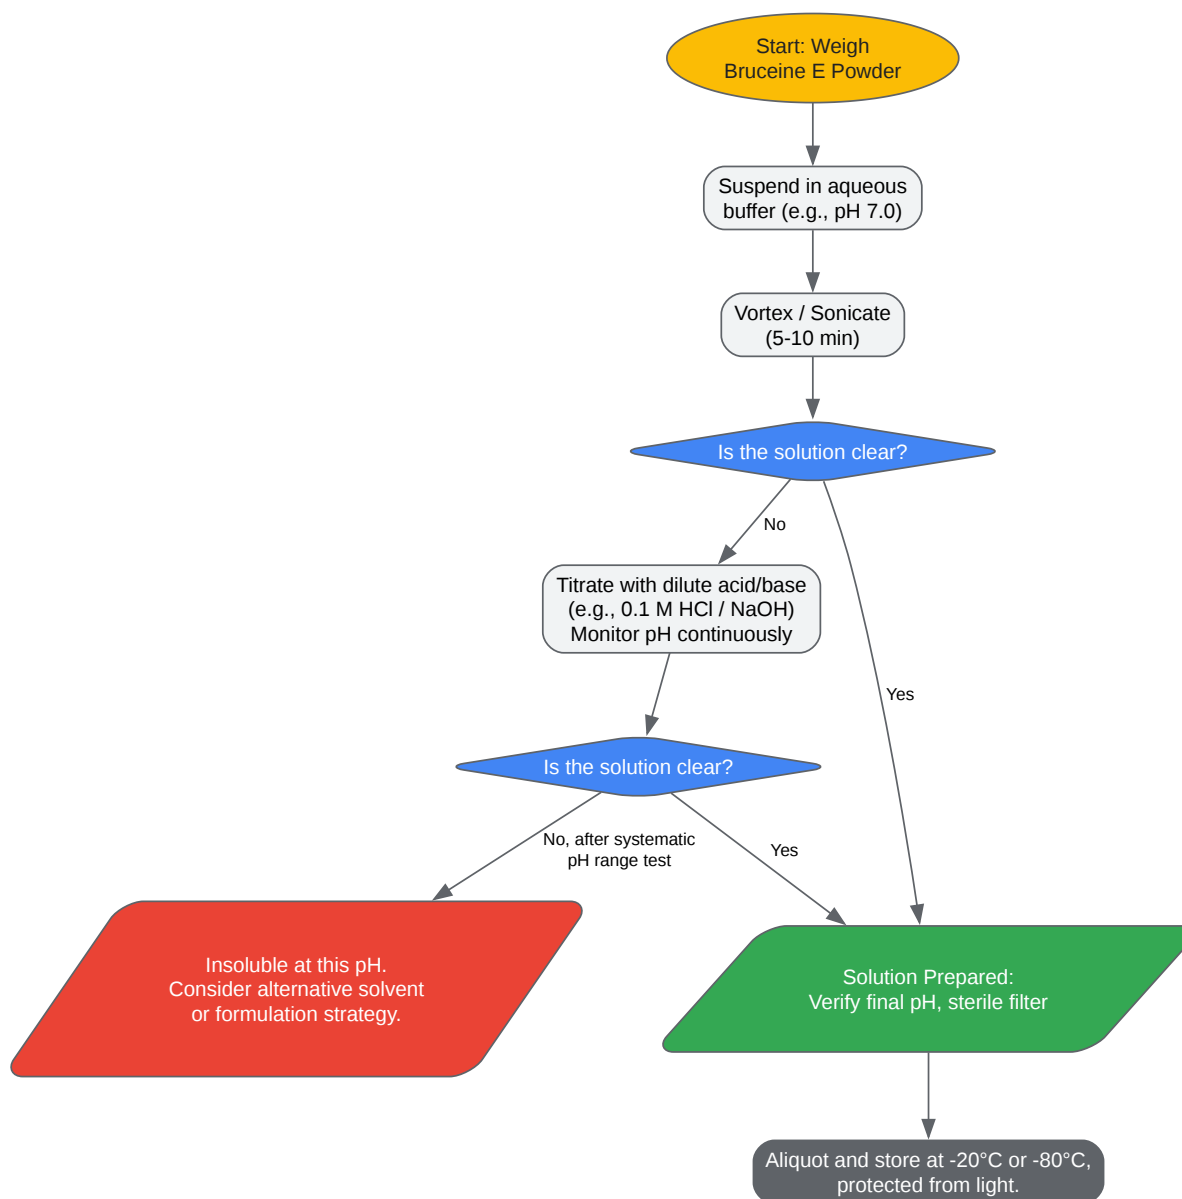 Start: Weigh
Bruceine E Powder
Suspend in aqueous
buffer (e.g., pH 7.0)
Vortex / Sonicate
(5-10 min)
Is the solution clear?
No
Titrate with dilute acid/base
(e.g., 0.1 M HCl / NaOH)
Monitor pH continuously
Yes
Is the solution clear?
No, after systematic
pH range test
Yes
Insoluble at this pH.
Consider alternative solvent
or formulation strategy.
Solution Prepared:
Verify final pH, sterile filter
Aliquot and store at -20°C or -80°C,
protected from light.